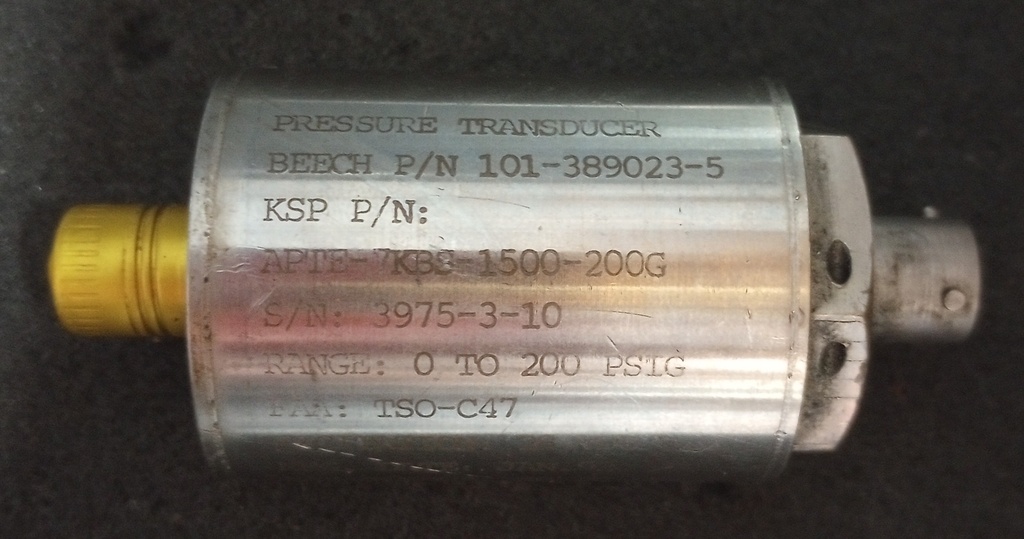 PRESSURE TRANSDUCER
BEECH P/N 101-389023-5
KSP P/N:
APTE-7KBS-1500-200G
S/N: 3975-3-10
RANGE: 0 TO 200 PSIG
TSO-C47